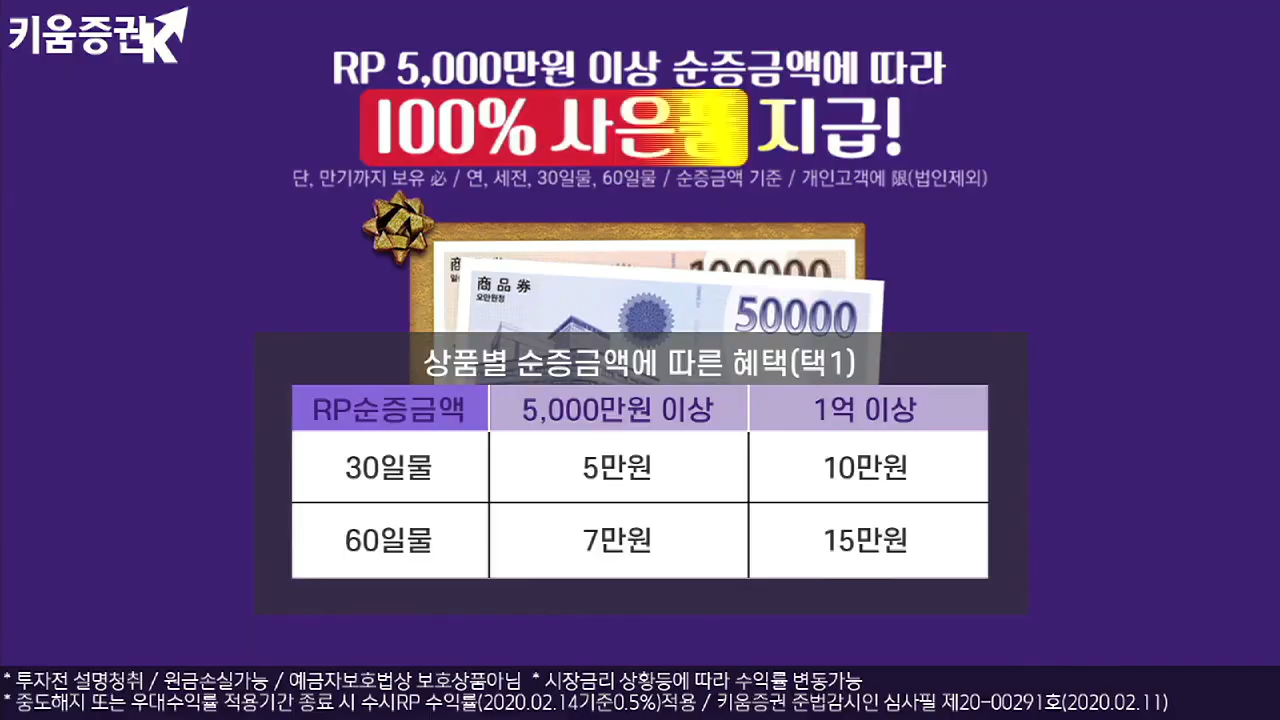 키움증권
RP 5,000만원 이상 순증금액에 따라
100% 사은품 지급!
단, 만기까지 보유 必 / 연, 세전, 30일물, 60일물 / 순증금액 기준 / 개인고객에 限(법인제외)
100000
商品券
오만원정
50000
상품별 순증금액에 따른 혜택(택1)
RP순증금액 5,000만원 이상 1억 이상
30일물 5만원 10만원
60일물 7만원 15만원
* 투자전 설명청취 / 원금손실가능 / 예금자보호법상 보호상품아님 * 시장금리 상황등에 따라 수익률 변동가능
* 중도해지 또는 우대수익률 적용기간 종료 시 수시RP 수익률(2020.02.14기준0.5%)적용 / 키움증권 준법감시인 심사필 제20-00291호(2020.02.11)